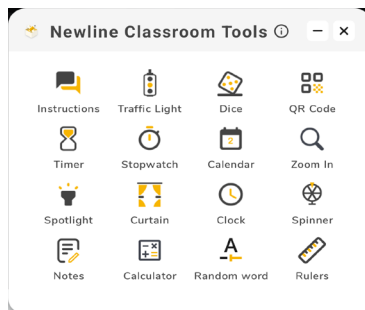 Newline Classroom Tools
Instructions Traffic Light Dice QR Code
2
Timer Stopwatch Calendar Zoom In
Spotlight Curtain Clock Spinner
A
Notes Calculator Random word Rulers